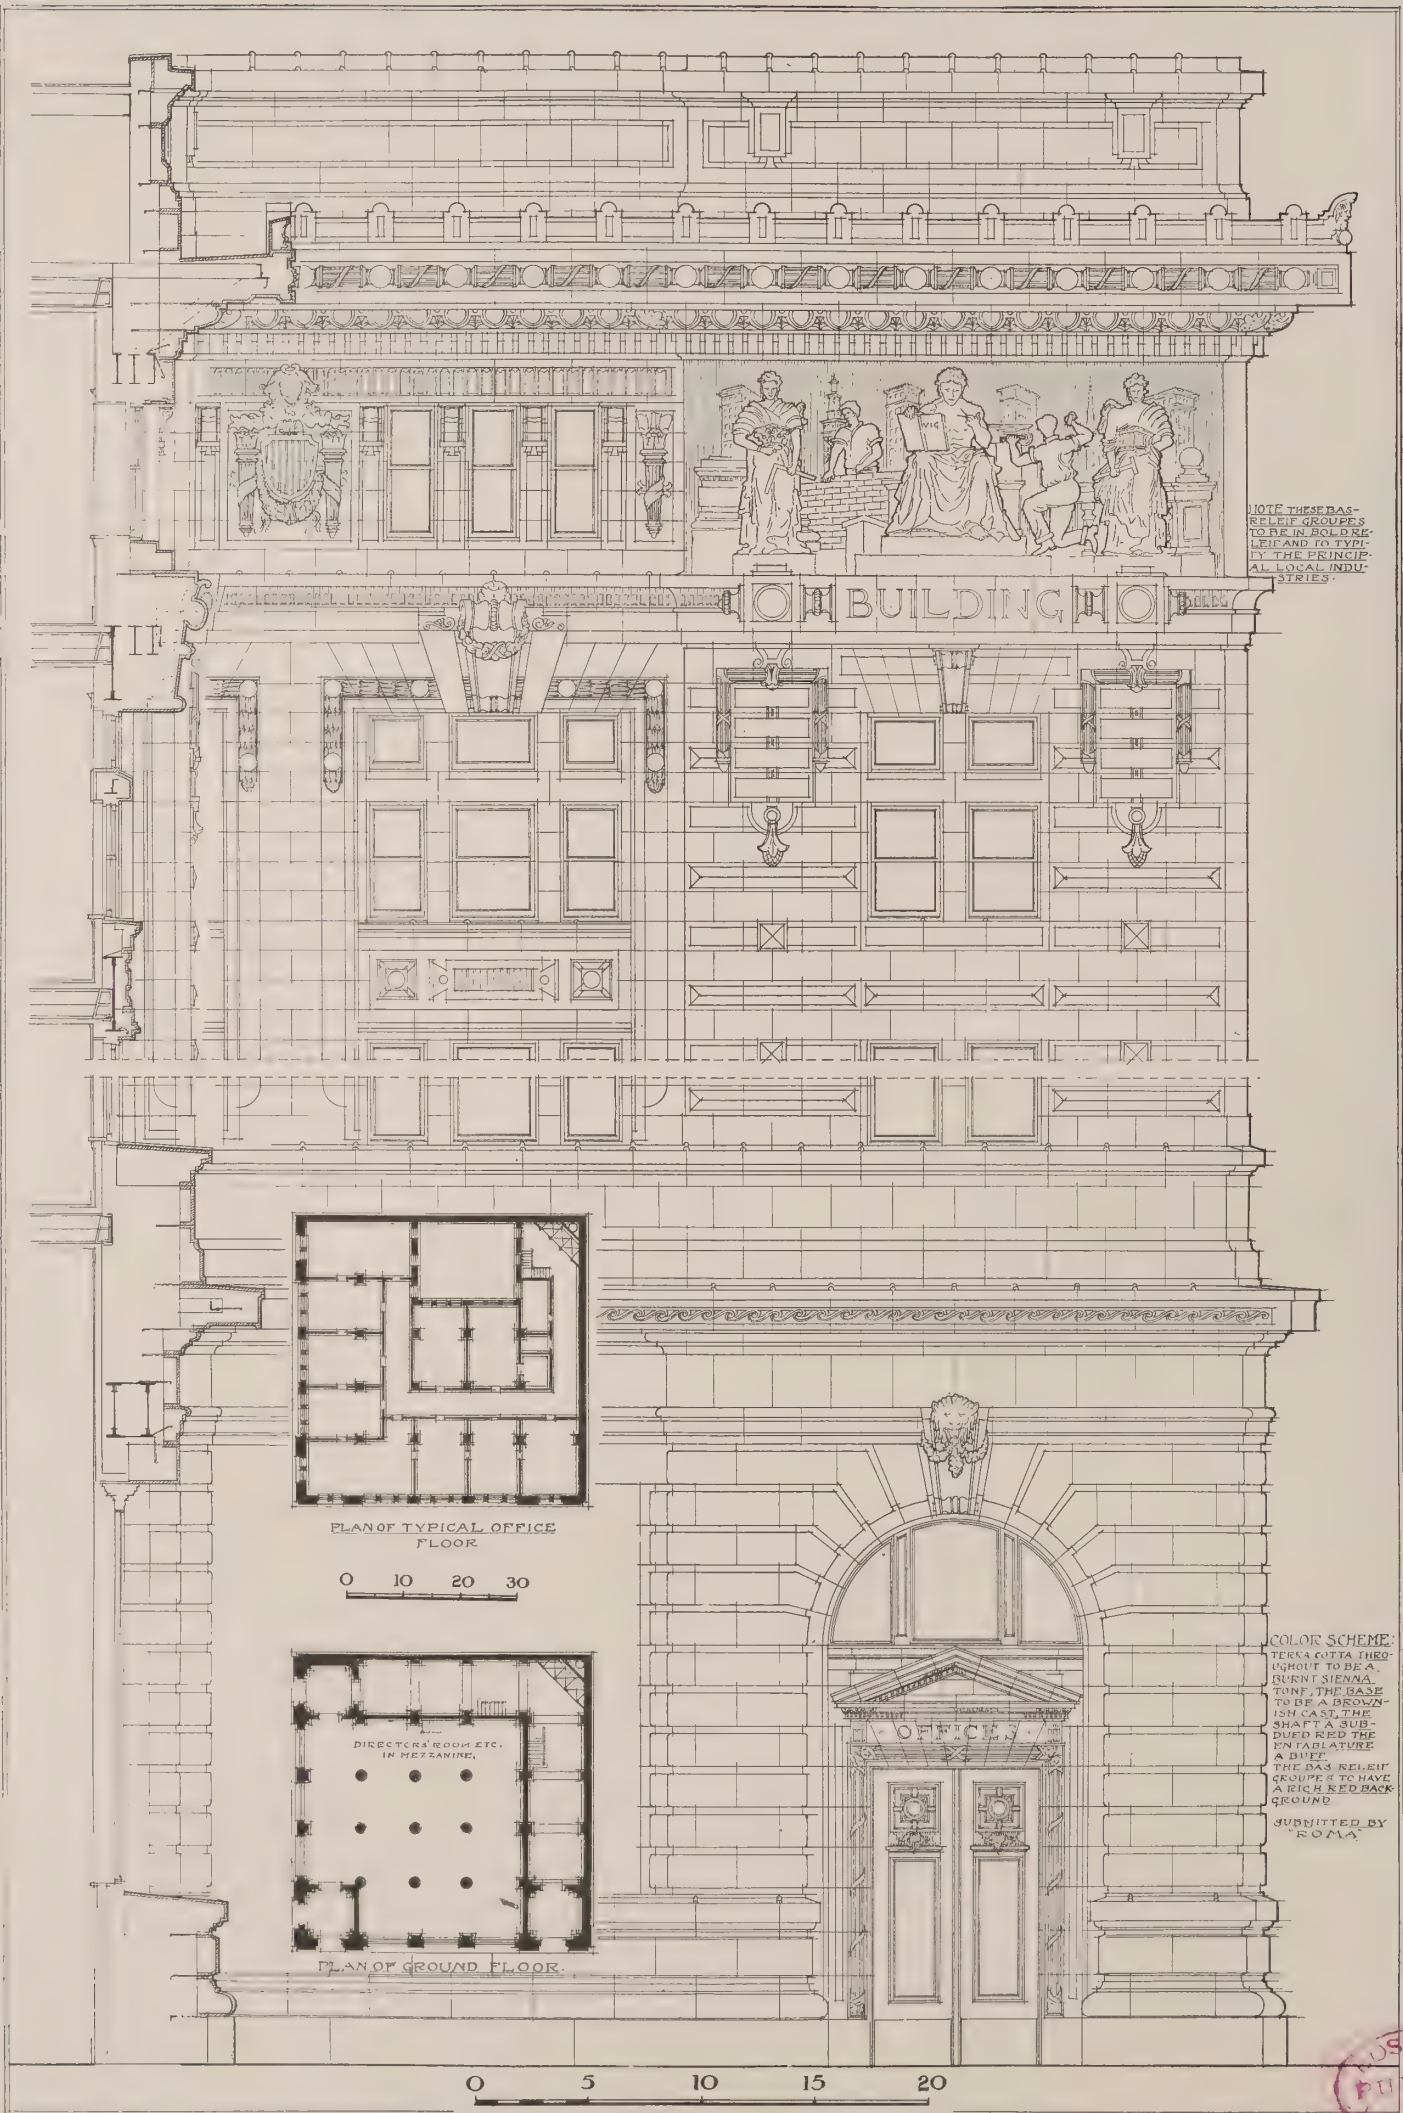 VIG
NOTE THESE BAS-
RELEIF GROUPES
TO BE IN BOLD RE-
LEIF AND TO TYPI-
FY THE PRINCIP-
AL LOCAL INDU-
STRIES.
BUILDING
PLAN OF TYPICAL OFFICE
FLOOR
0 10 20 30
DIRECTORS' ROOM ETC.
IN MEZZANINE,
PLAN OF GROUND FLOOR.
OFFICES
COLOR SCHEME:
TERRA COTTA THRO-
UGHOUT TO BE A
BURNT SIENNA
TONE, THE BASE
TO BE A BROWN-
ISH CAST, THE
SHAFT A SUB-
DUED RED THE
ENTABLATURE
A BUFF
THE BAS RELEIF
GROUPES TO HAVE
A RICH RED BACK-
GROUND
SUBMITTED BY
"ROMA"
0 5 10 15 20